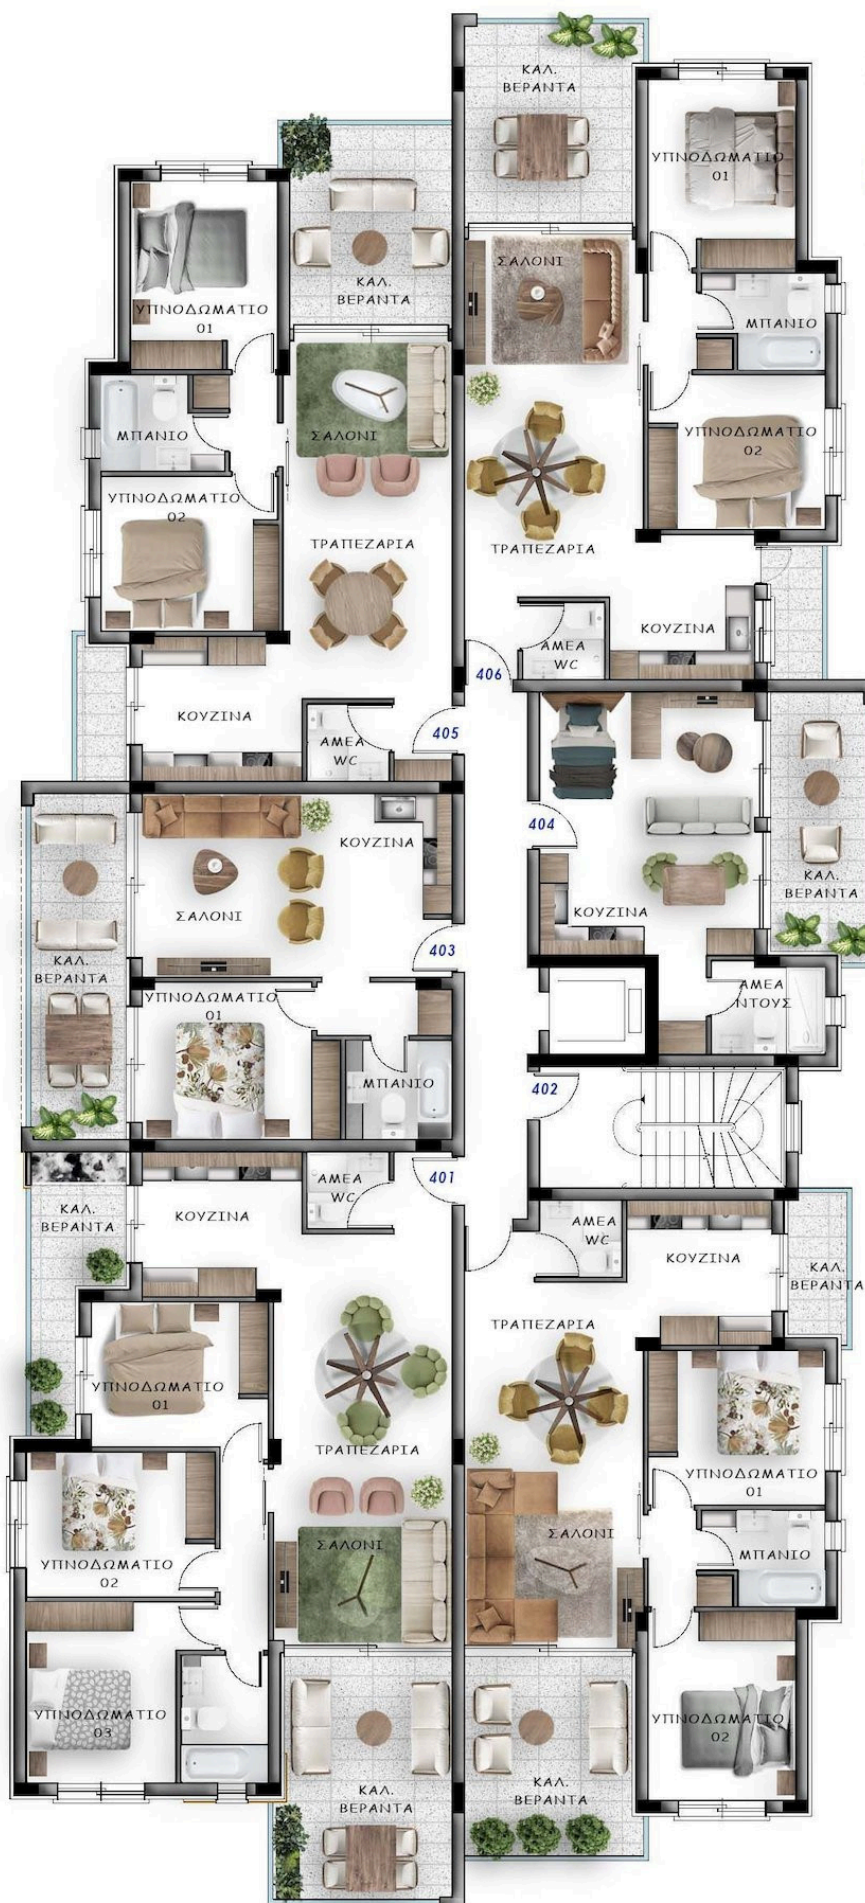 ΚΑΛ.
ΒΕΡΑΝΤΑ
ΥΠΝΟΔΩΜΑΤΙΟ
01
ΣΑΛΟΝΙ
ΚΑΛ.
ΒΕΡΑΝΤΑ
ΥΠΝΟΔΩΜΑΤΙΟ
01
ΜΠΑΝΙΟ
ΣΑΛΟΝΙ
ΜΠΑΝΙΟ
ΥΠΝΟΔΩΜΑΤΙΟ
02
ΥΠΝΟΔΩΜΑΤΙΟ
02
ΤΡΑΠΕΖΑΡΙΑ
ΤΡΑΠΕΖΑΡΙΑ
ΚΟΥΖΙΝΑ
ΑΜΕΑ
WC
406
ΚΟΥΖΙΝΑ
405
ΑΜΕΑ
WC
404
ΚΟΥΖΙΝΑ
ΣΑΛΟΝΙ
ΚΟΥΖΙΝΑ
ΚΑΛ.
ΒΕΡΑΝΤΑ
403
ΚΑΛ.
ΒΕΡΑΝΤΑ
ΥΠΝΟΔΩΜΑΤΙΟ
01
ΑΜΕΑ
ΝΤΟΥΣ
ΜΠΑΝΙΟ
402
401
ΑΜΕΑ
WC
ΚΑΛ.
ΒΕΡΑΝΤΑ
ΚΟΥΖΙΝΑ
ΑΜΕΑ
WC
ΚΟΥΖΙΝΑ
ΚΑΛ.
ΒΕΡΑΝΤΑ
ΤΡΑΠΕΖΑΡΙΑ
ΥΠΝΟΔΩΜΑΤΙΟ
01
ΤΡΑΠΕΖΑΡΙΑ
ΥΠΝΟΔΩΜΑΤΙΟ
01
ΣΑΛΟΝΙ
ΣΑΛΟΝΙ
ΜΠΑΝΙΟ
ΥΠΝΟΔΩΜΑΤΙΟ
02
ΥΠΝΟΔΩΜΑΤΙΟ
03
ΥΠΝΟΔΩΜΑΤΙΟ
02
ΚΑΛ.
ΒΕΡΑΝΤΑ
ΚΑΛ.
ΒΕΡΑΝΤΑ